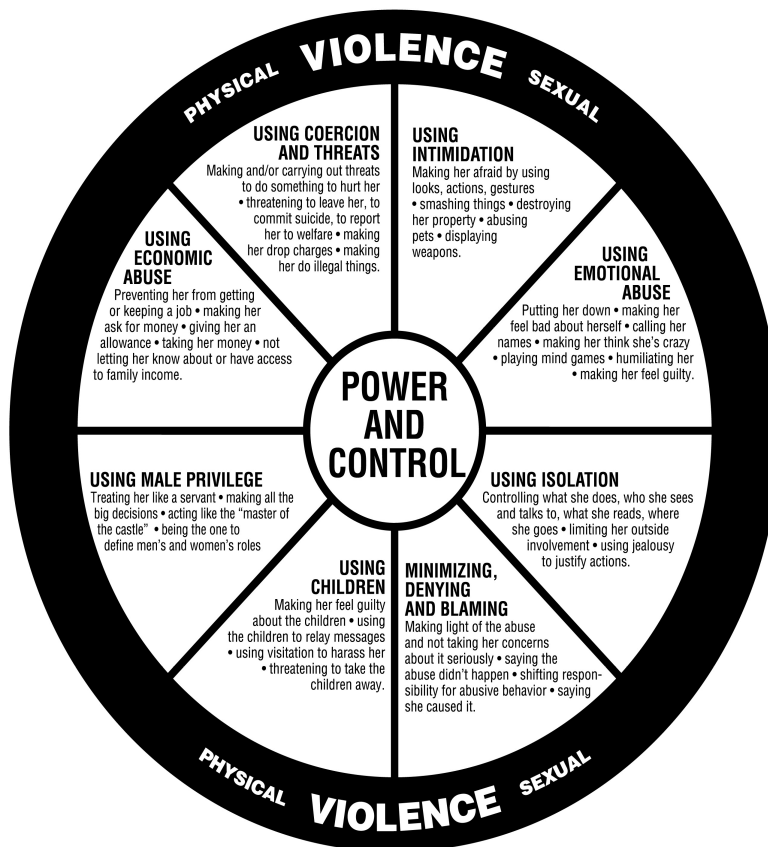 PHYSICAL VIOLENCE SEXUAL
USING COERCION
AND THREATS
Making and/or carrying out threats
to do something to hurt her
• threatening to leave her, to
commit suicide, to report
her to welfare • making
her drop charges • making
her do illegal things.
USING
INTIMIDATION
Making her afraid by using
looks, actions, gestures
• smashing things • destroying
her property • abusing
pets • displaying
weapons.
USING
EMOTIONAL
ABUSE
Putting her down • making her
feel bad about herself • calling her
names • making her think she’s crazy
• playing mind games • humiliating her
• making her feel guilty.
USING ISOLATION
Controlling what she does, who she sees
and talks to, what she reads, where
she goes • limiting her outside
involvement • using jealousy
to justify actions.
MINIMIZING,
DENYING
AND BLAMING
Making light of the abuse
and not taking her concerns
about it seriously • saying the
abuse didn’t happen • shifting respon-
sibility for abusive behavior • saying
she caused it.
USING
CHILDREN
Making her feel guilty
about the children • using
the children to relay messages
• using visitation to harass her
• threatening to take the
children away.
USING MALE PRIVILEGE
Treating her like a servant • making all the
big decisions • acting like the “master of
the castle” • being the one to
define men’s and women’s roles
USING
ECONOMIC
ABUSE
Preventing her from getting
or keeping a job • making her
ask for money • giving her an
allowance • taking her money • not
letting her know about or have access
to family income.
POWER
AND
CONTROL
PHYSICAL VIOLENCE SEXUAL